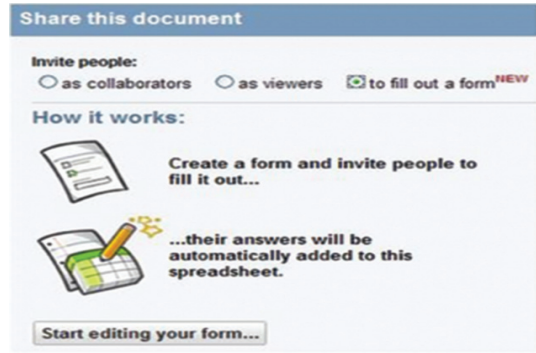 Share this document
Invite people:
as collaborators as viewers to fill out a form NEW
How it works:
Create a form and invite people to
fill it out...
...their answers will be
automatically added to this
spreadsheet.
Start editing your form...